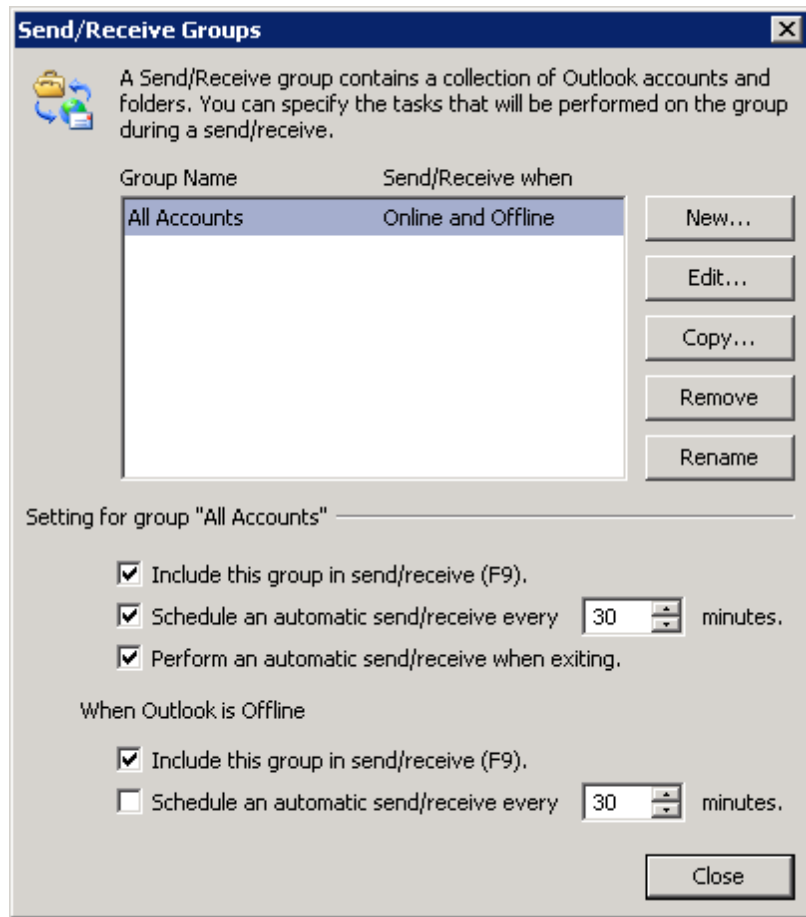 Send/Receive Groups
A Send/Receive group contains a collection of Outlook accounts and
folders. You can specify the tasks that will be performed on the group
during a send/receive.
Group Name Send/Receive when
All Accounts Online and Offline
New...
Edit...
Copy...
Remove
Rename
Setting for group "All Accounts"
Include this group in send/receive (F9).
Schedule an automatic send/receive every 30 minutes.
Perform an automatic send/receive when exiting.
When Outlook is Offline
Include this group in send/receive (F9).
Schedule an automatic send/receive every 30 minutes.
Close